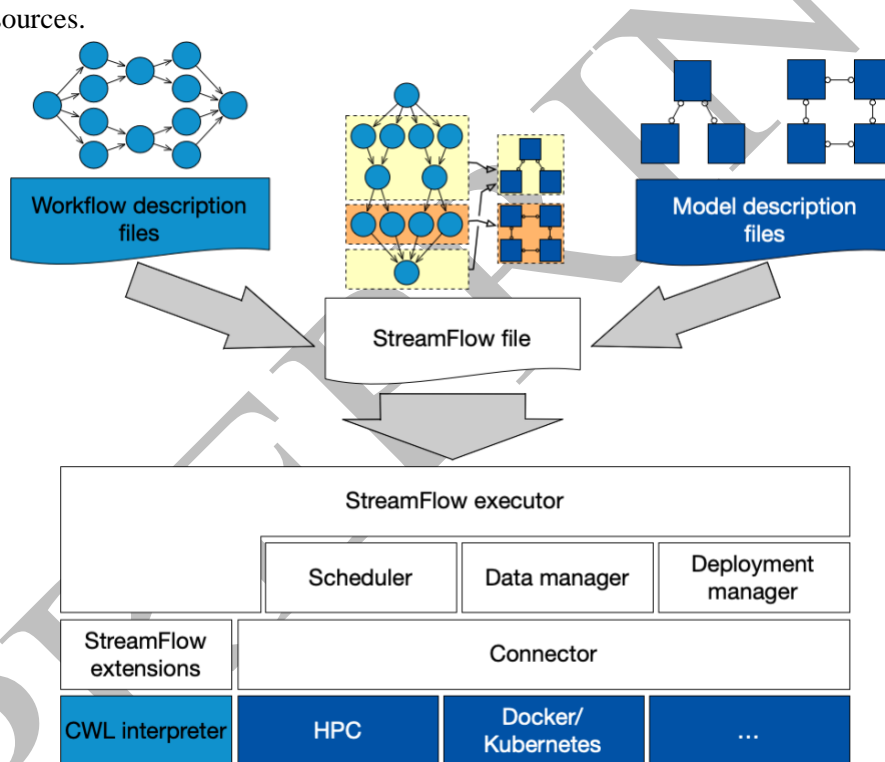 ources.
Workflow description
files
Model description
files
StreamFlow file
StreamFlow executor
Scheduler
Data manager
Deployment
manager
StreamFlow
extensions
Connector
CWL interpreter
HPC
Docker/
Kubernetes
...